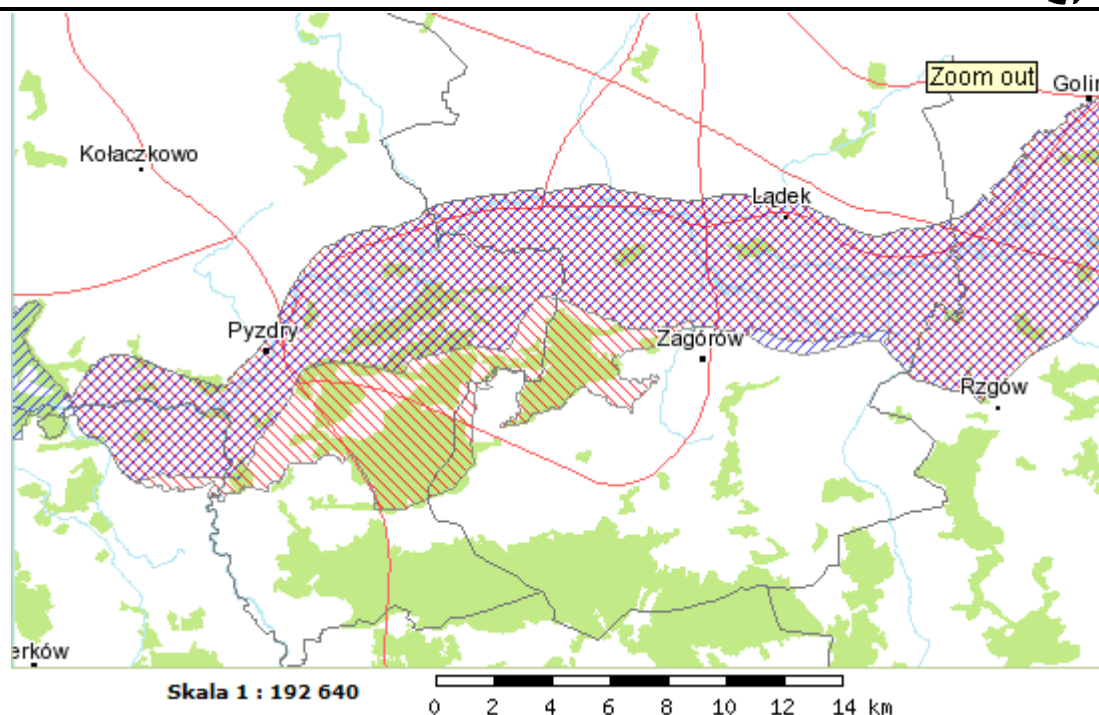 Zoom out
Golin
Kołaczkowo
Lądek
Pyzdry
Zagórów
Rzgów
erków
Skala 1 : 192 640
0 2 4 6 8 10 12 14 km